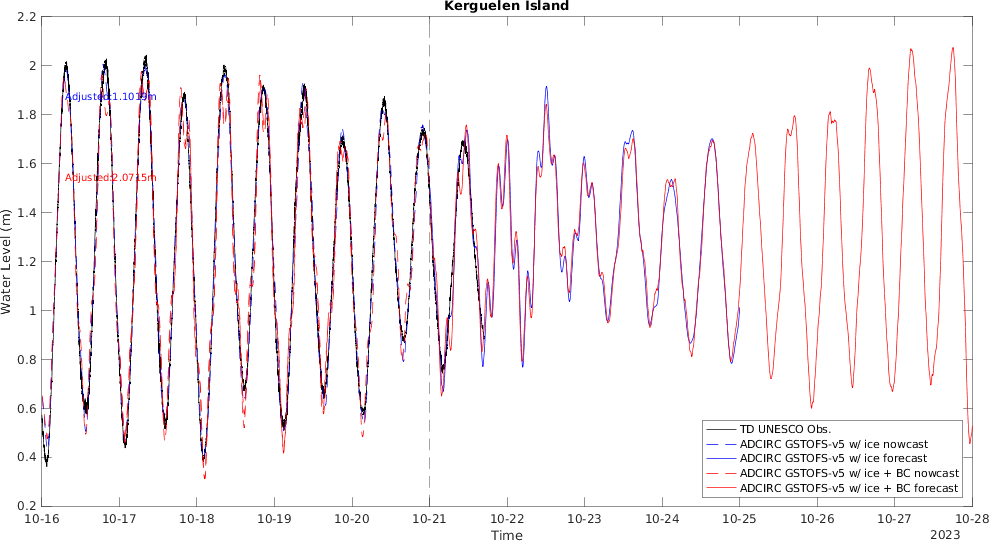 Kerguelen Island
2.2
2
1.8
1.6
1.4
1.2
1
0.8
0.6
0.4
0.2
Water Level (m)
Adjusted:1.1019m
Adjusted:2.0715m
TD UNESCO Obs.
ADCIRC GSTOFS-v5 w/ ice nowcast
ADCIRC GSTOFS-v5 w/ ice forecast
ADCIRC GSTOFS-v5 w/ ice + BC nowcast
ADCIRC GSTOFS-v5 w/ ice + BC forecast
10-16 10-17 10-18 10-19 10-20 10-21 10-22 10-23 10-24 10-25 10-26 10-27 10-28
Time
2023